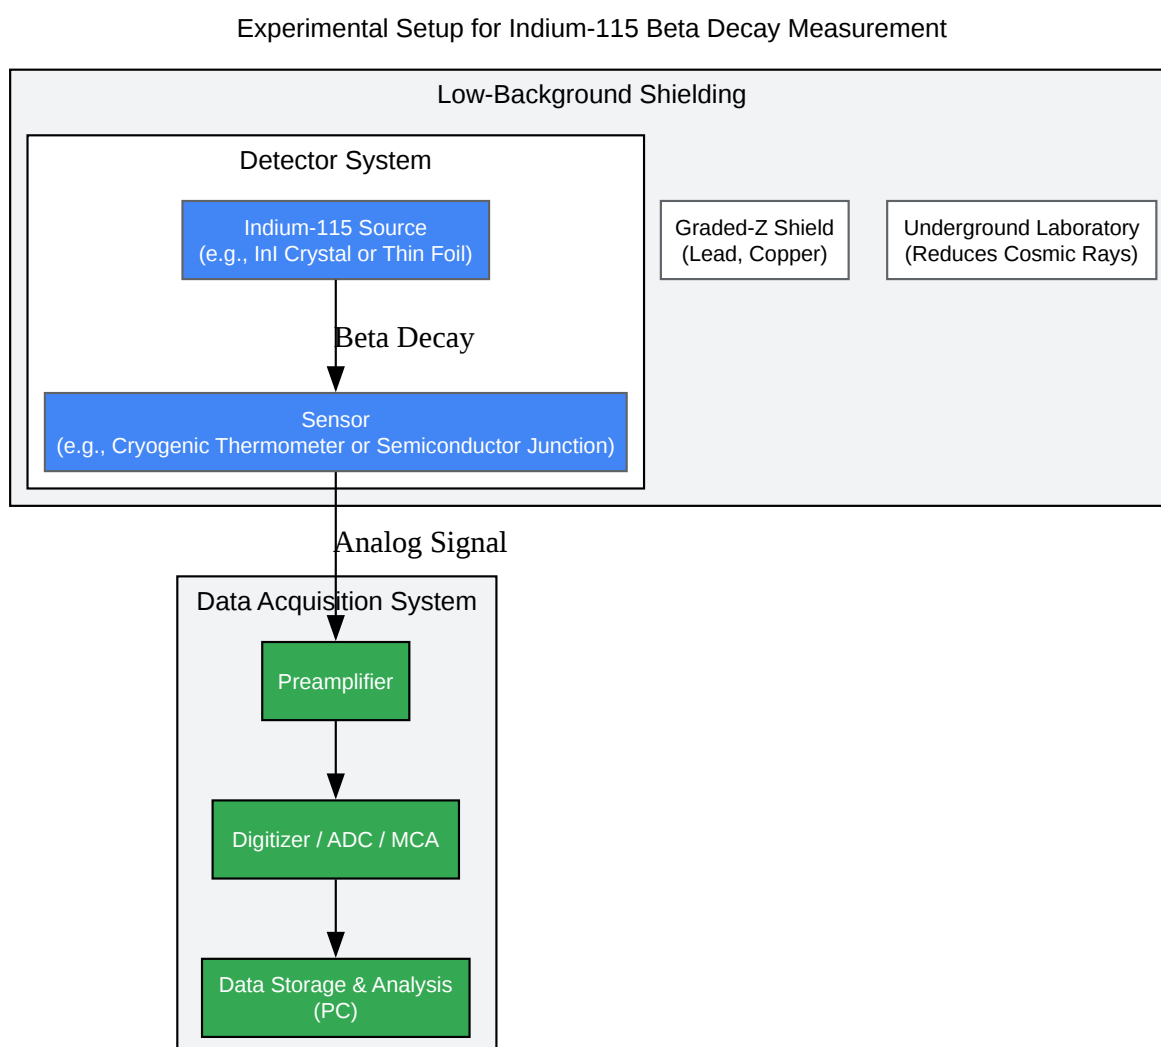 Experimental Setup for Indium-115 Beta Decay Measurement
Low-Background Shielding
Detector System
Indium-115 Source
(e.g., InI Crystal or Thin Foil)
Graded-Z Shield
(Lead, Copper)
Underground Laboratory
(Reduces Cosmic Rays)
Beta Decay
Sensor
(e.g., Cryogenic Thermometer or Semiconductor Junction)
Analog Signal
Data Acquisition System
Preamplifier
Digitizer / ADC / MCA
Data Storage & Analysis
(PC)